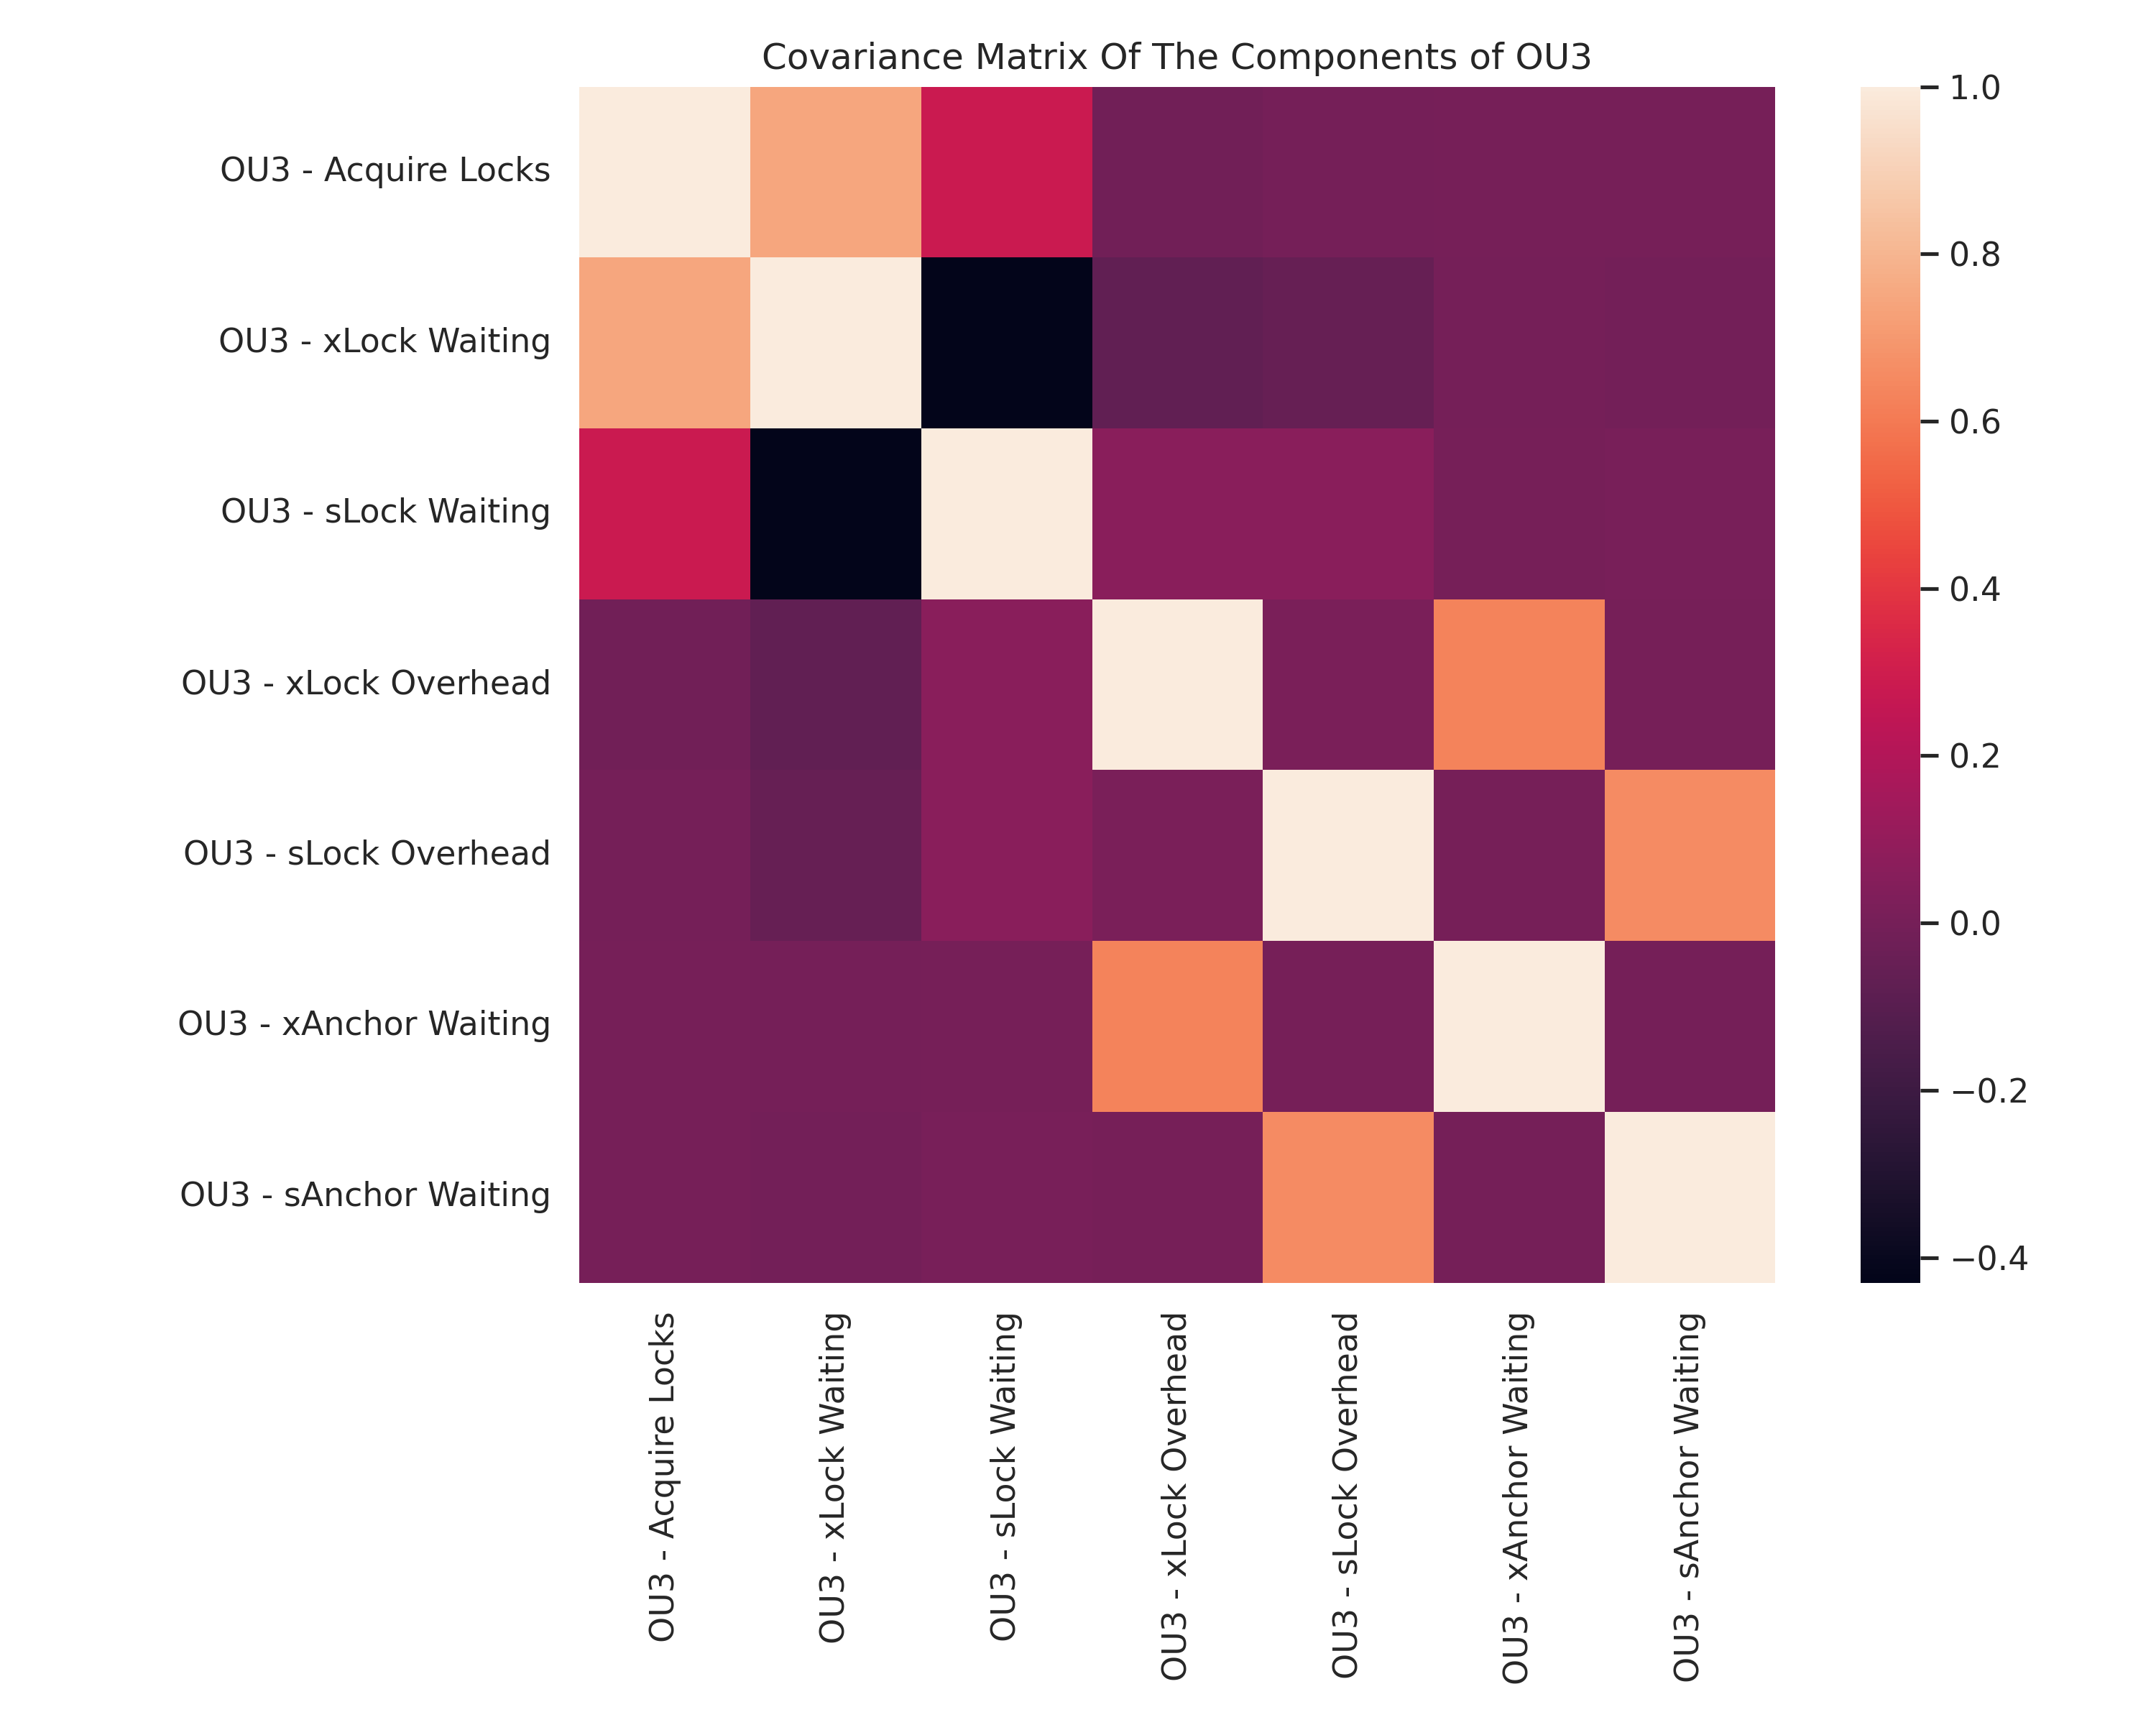 Covariance Matrix Of The Components of OU3
OU3 - Acquire Locks
OU3 - xLock Waiting
OU3 - sLock Waiting
OU3 - xLock Overhead
OU3 - sLock Overhead
OU3 - xAnchor Waiting
OU3 - sAnchor Waiting
OU3 - Acquire Locks
OU3 - xLock Waiting
OU3 - sLock Waiting
OU3 - xLock Overhead
OU3 - sLock Overhead
OU3 - xAnchor Waiting
OU3 - sAnchor Waiting
1.0
0.8
0.6
0.4
0.2
0.0
−0.2
−0.4